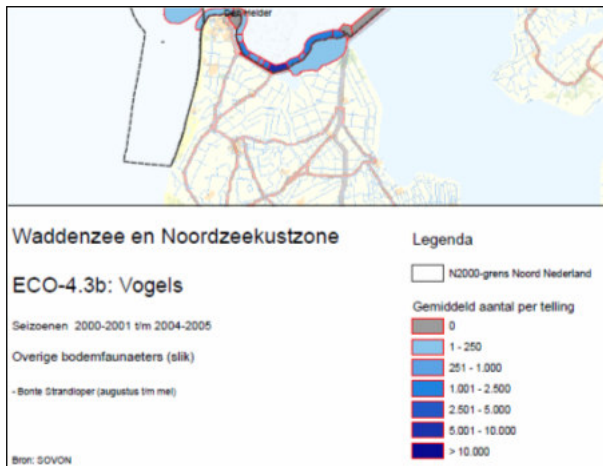 Den Helder
Waddenzee en Noordzeekustzone
ECO-4.3b: Vogels
Seizoenen 2000-2001 t/m 2004-2005
Overige bodemfaunaeters (slik)
- Bonte Strandloper (augustus t/m mei)
Bron: SOVON
Legenda
N2000-grens Noord Nederland
Gemiddeld aantal per telling
0
1 - 250
251 - 1.000
1.001 - 2.500
2.501 - 5.000
5.001 - 10.000
> 10.000